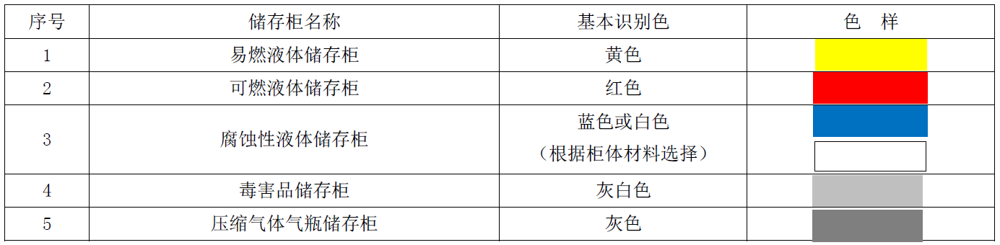 序号 储存柜名称 基本识别色 色 样
1 易燃液体储存柜 黄色
2 可燃液体储存柜 红色
3 腐蚀性液体储存柜 蓝色或白色
（根据柜体材料选择）
4 毒害品储存柜 灰白色
5 压缩气体气瓶储存柜 灰色